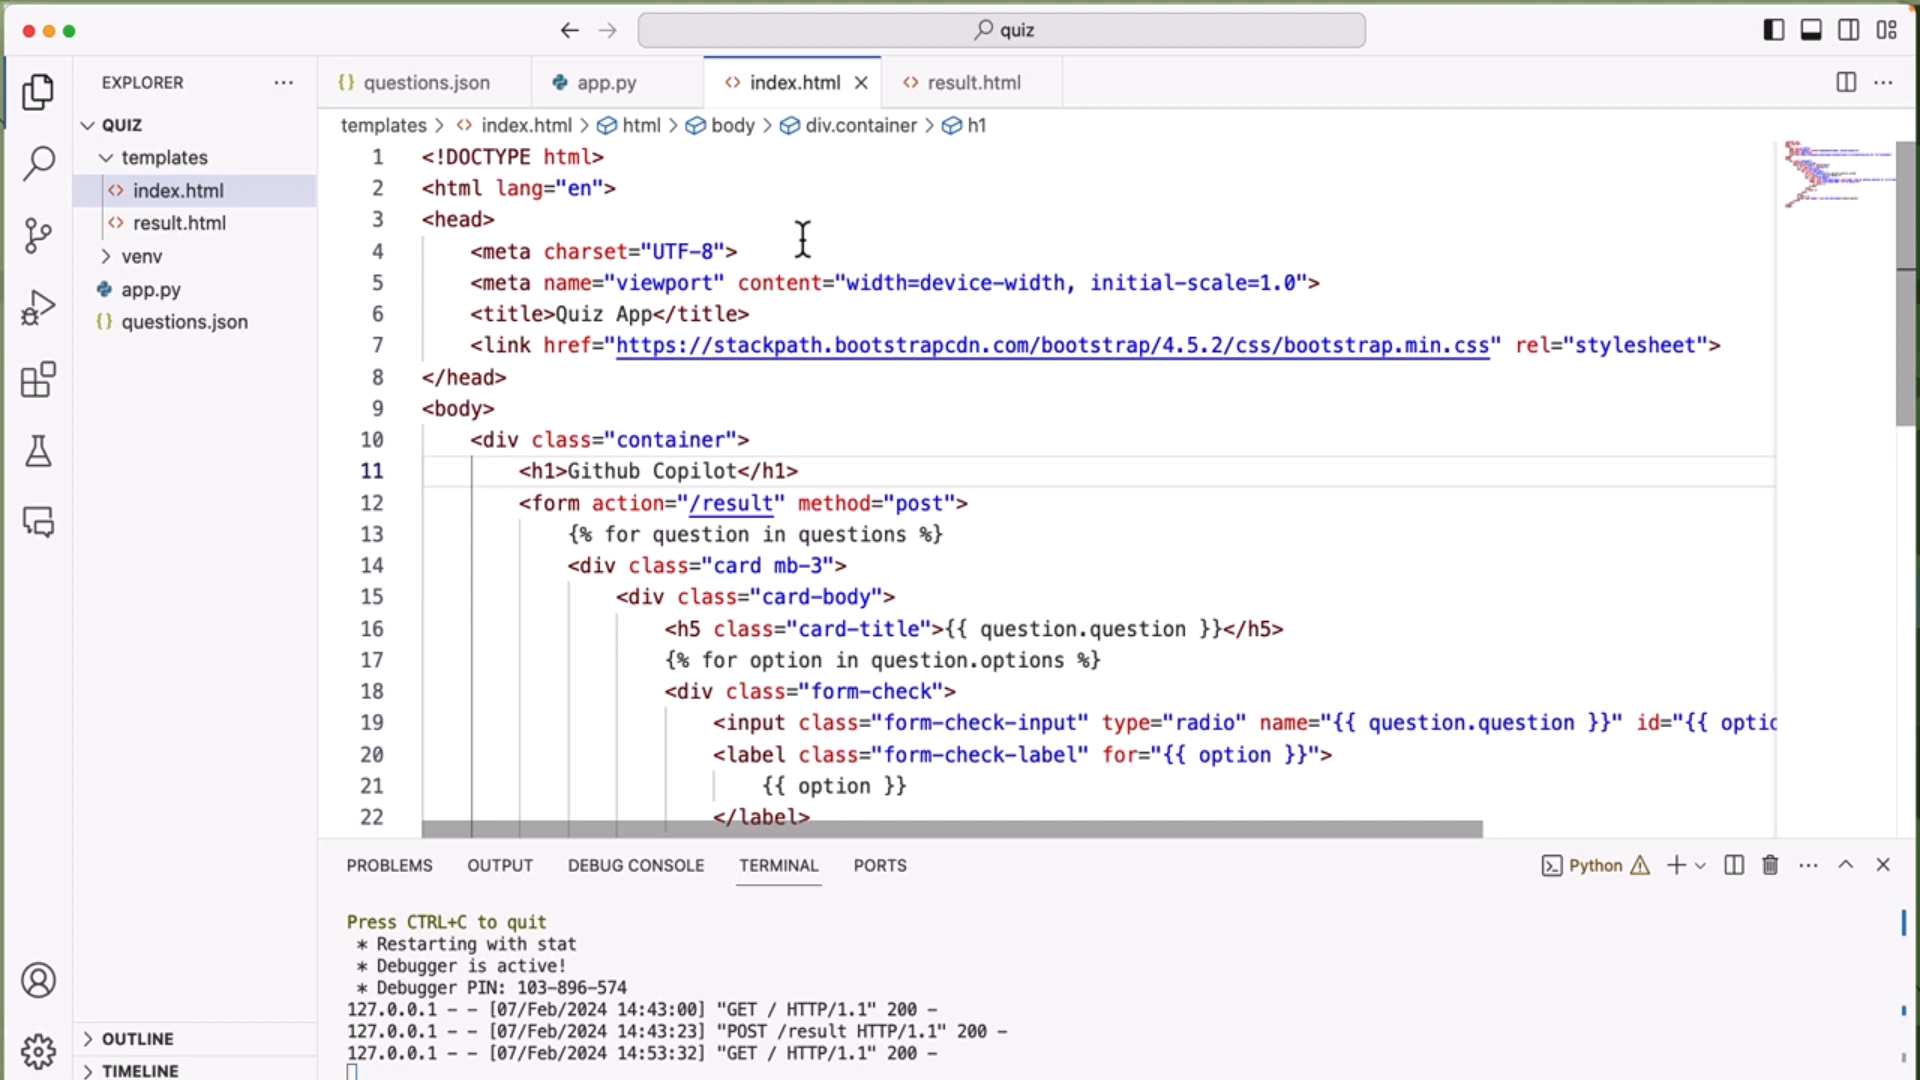 quiz
EXPLORER
QUIZ
templates
index.html
result.html
venv
app.py
questions.json
OUTLINE
TIMELINE
questions.json app.py index.html result.html
templates > index.html > html > body > div.container > h1
1 <!DOCTYPE html>
2 <html lang="en">
3 <head>
4 <meta charset="UTF-8">
5 <meta name="viewport" content="width=device-width, initial-scale=1.0">
6 <title>Quiz App</title>
7 <link href="https://stackpath.bootstrapcdn.com/bootstrap/4.5.2/css/bootstrap.min.css" rel="stylesheet">
8 </head>
9 <body>
10 <div class="container">
11 <h1>Github Copilot</h1>
12 <form action="/result" method="post">
13 {% for question in questions %}
14 <div class="card mb-3">
15 <div class="card-body">
16 <h5 class="card-title">{{ question.question }}</h5>
17 {% for option in question.options %}
18 <div class="form-check">
19 <input class="form-check-input" type="radio" name="{{ question.question }}" id="{{ optic
20 <label class="form-check-label" for="{{ option }}">
21 {{ option }}
22 </label>
PROBLEMS OUTPUT DEBUG CONSOLE TERMINAL PORTS
Python
Press CTRL+C to quit
* Restarting with stat
* Debugger is active!
* Debugger PIN: 103-896-574
127.0.0.1 - - [07/Feb/2024 14:43:00] "GET / HTTP/1.1" 200 -
127.0.0.1 - - [07/Feb/2024 14:43:23] "POST /result HTTP/1.1" 200 -
127.0.0.1 - - [07/Feb/2024 14:53:32] "GET / HTTP/1.1" 200 -